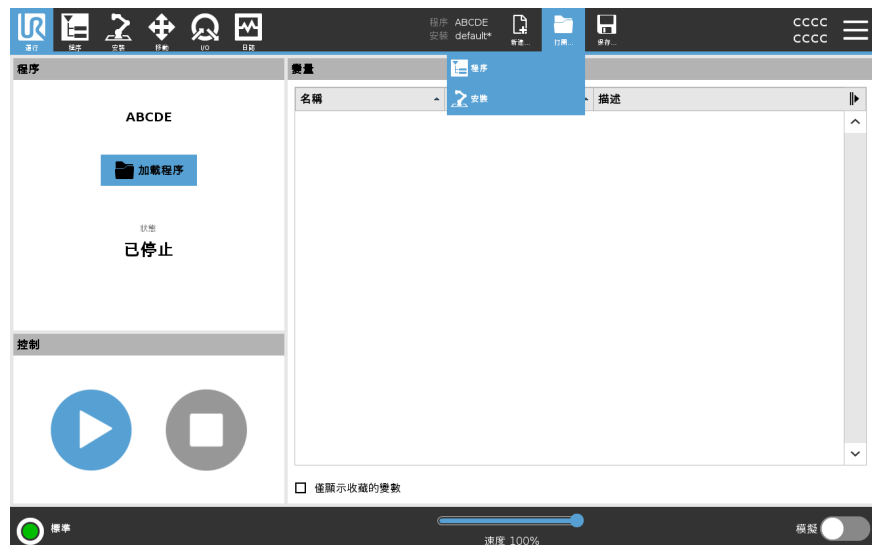 運行 程序 安裝 移動 I/O 日誌
程序 ABCDE
安裝 default*
新建... 打開... 保存...
CCCC
CCCC
程序
ABCDE
加載程序
狀態
已停止
控制
變量
程序
安裝
名稱 描述
僅顯示收藏的變數
標準
速度 100%
模擬